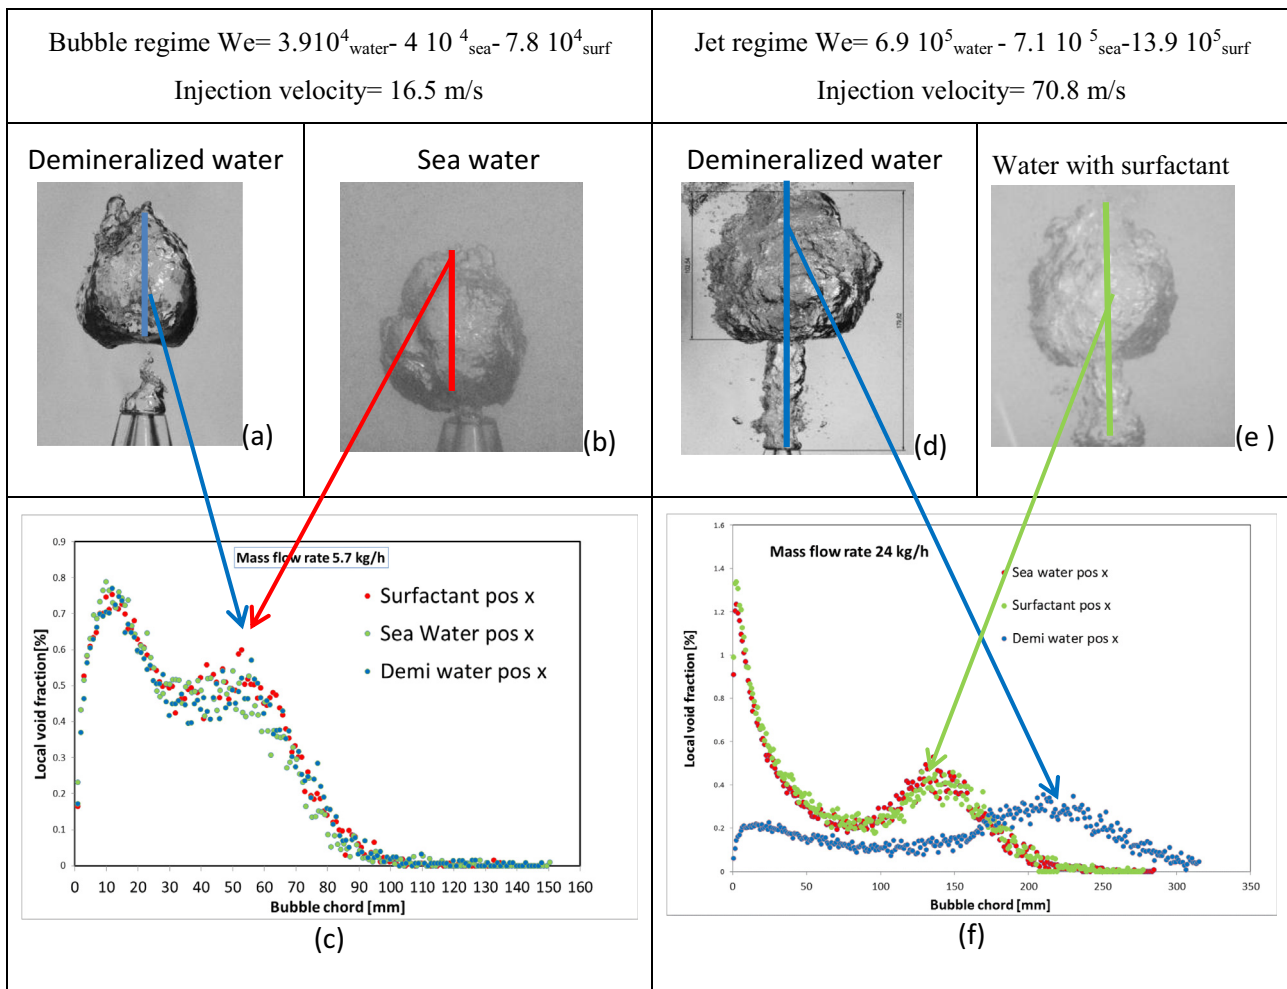 Bubble regime We= 3.910⁴water- 4 10 ⁴sea- 7.8 10⁴surf
Injection velocity= 16.5 m/s
Jet regime We= 6.9 10⁵water - 7.1 10 ⁵sea-13.9 10⁵surf
Injection velocity= 70.8 m/s
Demineralized water
(a)
Sea water
(b)
Demineralized water
102.54
179.62
(d)
Water with surfactant
(e )
Mass flow rate 5.7 kg/h
Surfactant pos x
Sea Water pos x
Demi water pos x
Local void fraction[%]
0.9
0.8
0.7
0.6
0.5
0.4
0.3
0.2
0.1
0
0 10 20 30 40 50 60 70 80 90 100 110 120 130 140 150 160
Bubble chord [mm]
(c)
Mass flow rate 24 kg/h
Sea water pos x
Surfactant pos x
Demi water pos x
Local void fraction [%]
1.6
1.4
1.2
1
0.8
0.6
0.4
0.2
0
0 50 100 150 200 250 300 350
Bubble chord [mm]
(f)